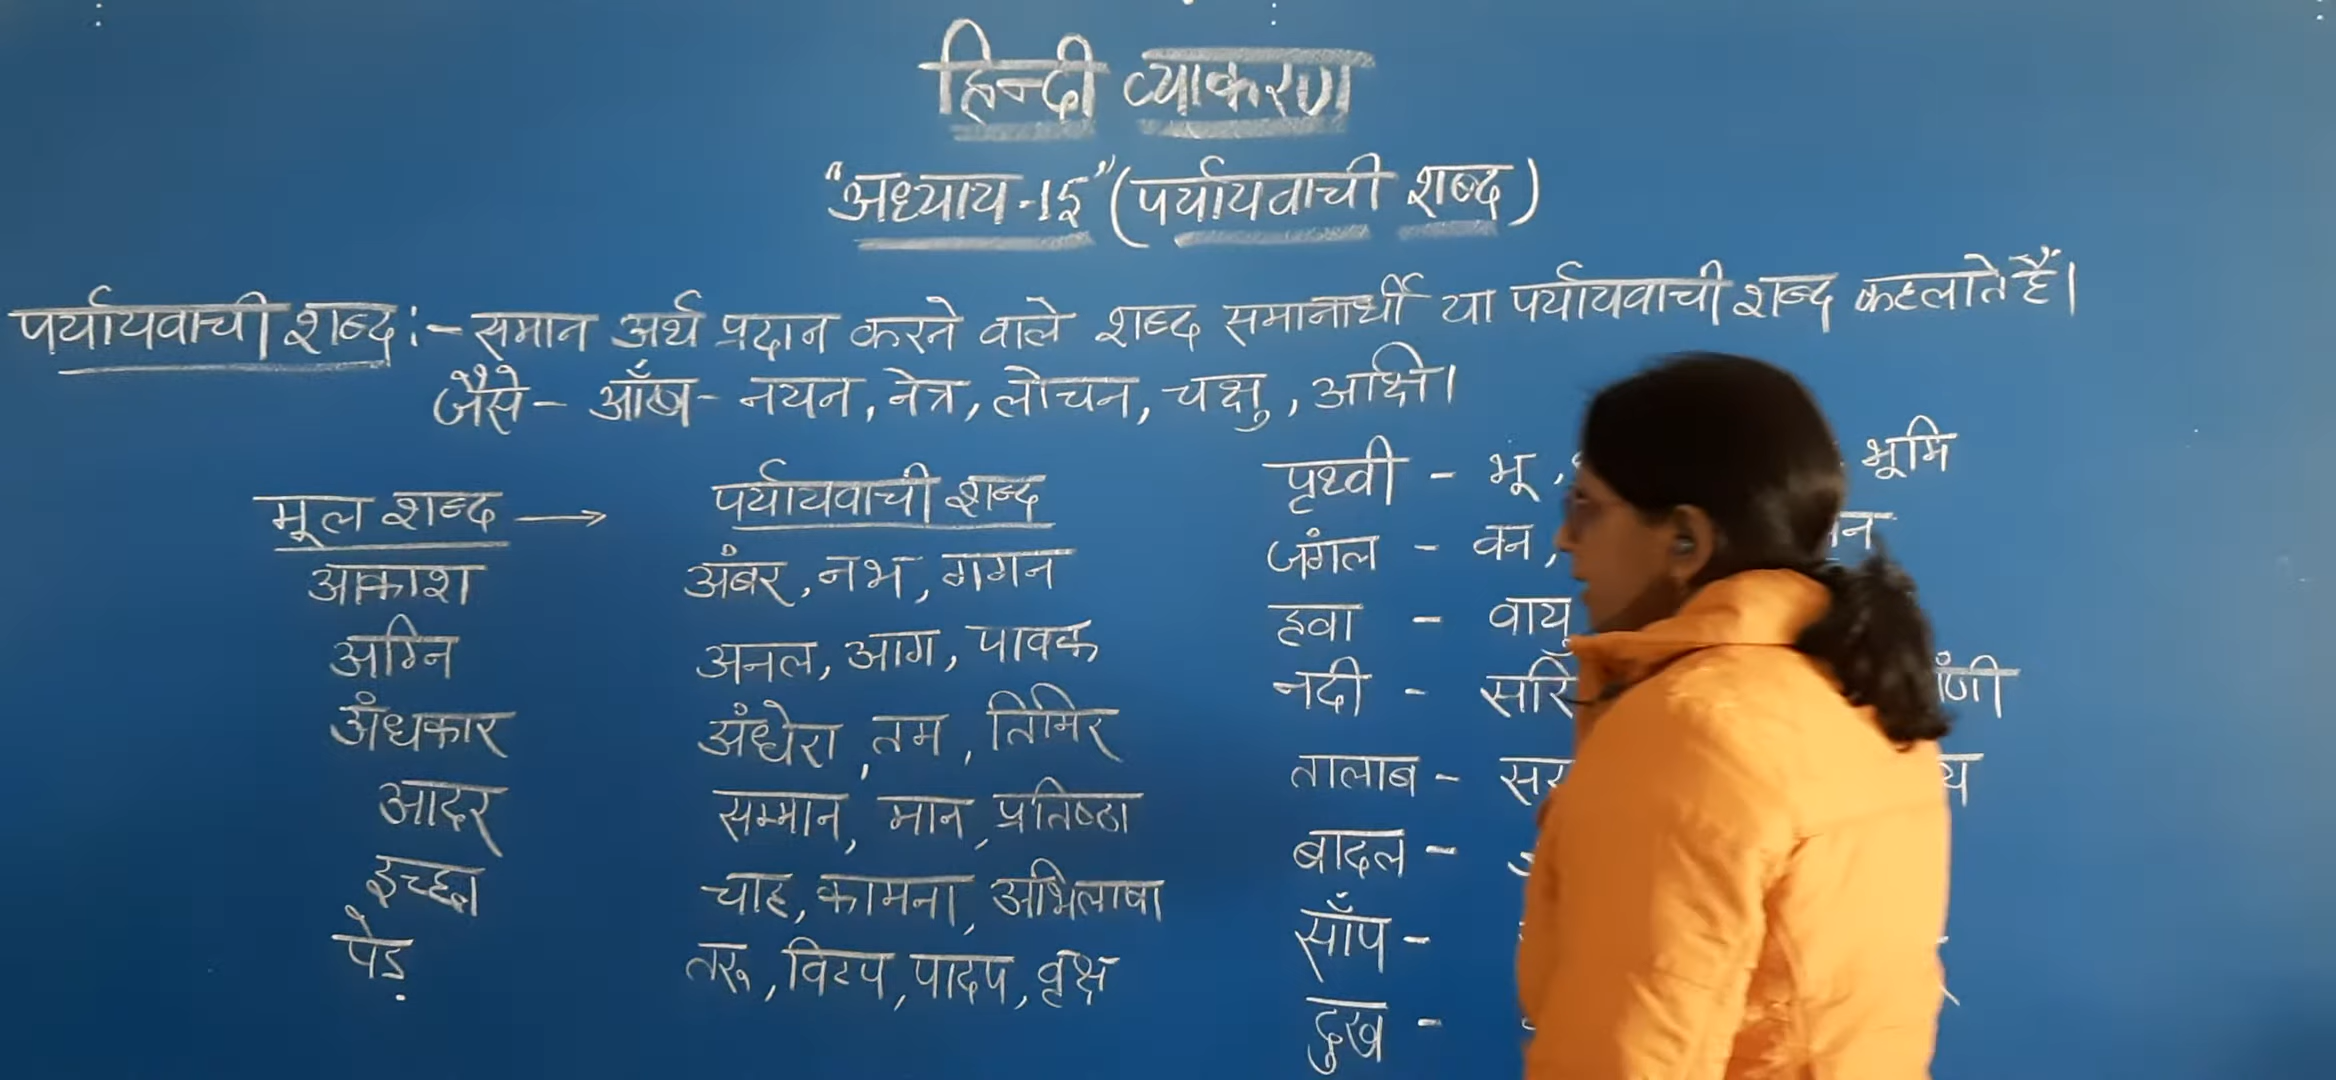 हिन्दी व्याकरण
"अध्याय-15" (पर्यायवाची शब्द)
पर्यायवाची शब्द:- समान अर्थ प्रदान करने वाले शब्द समानार्थी या पर्यायवाची शब्द कहलाते हैं।
जैसे- आँख- नयन, नेत्र, लोचन, चक्षु, अक्षि।
मूल शब्द → पर्यायवाची शब्द
आकाश अंबर, नभ, गगन
अग्नि अनल, आग, पावक
अंधकार अंधेरा, तम, तिमिर
आदर सम्मान, मान, प्रतिष्ठा
इच्छा चाह, कामना, अभिलाषा
पेड़ तरू, विटप, पादप, वृक्ष
पृथ्वी - भू, भूमि
जंगल - वन,
हवा - वायु
नदी -
तालाब -
बादल -
साँप -
दुख -